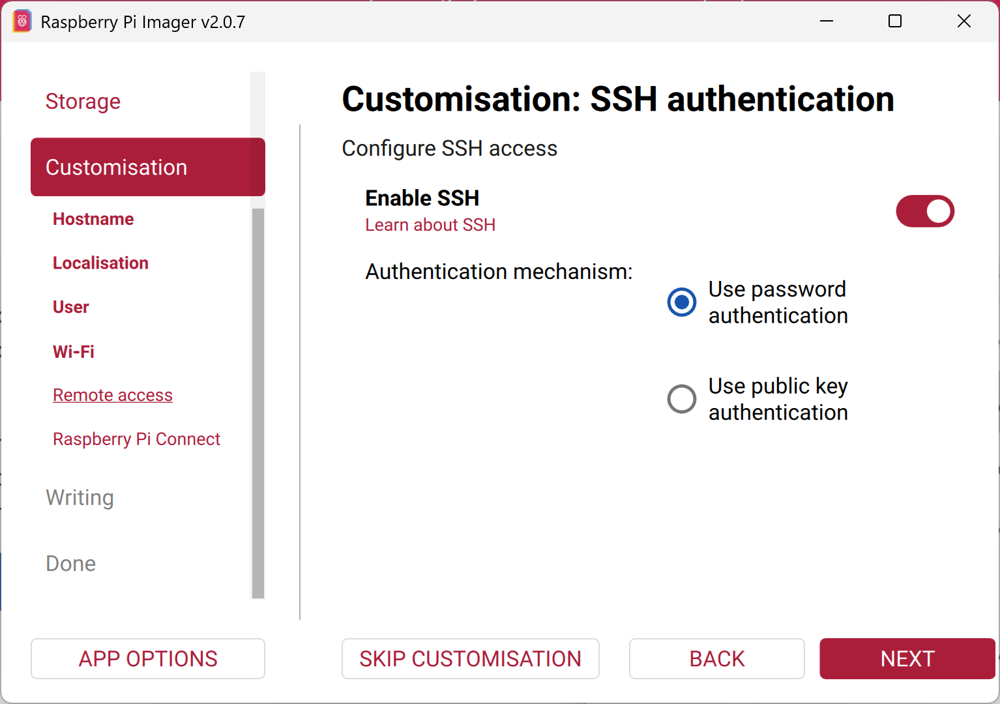 Raspberry Pi Imager v2.0.7
Storage
Customisation
Hostname
Localisation
User
Wi-Fi
Remote access
Raspberry Pi Connect
Writing
Done
APP OPTIONS
Customisation: SSH authentication
Configure SSH access
Enable SSH
Learn about SSH
Authentication mechanism:
Use password
authentication
Use public key
authentication
SKIP CUSTOMISATION
BACK
NEXT